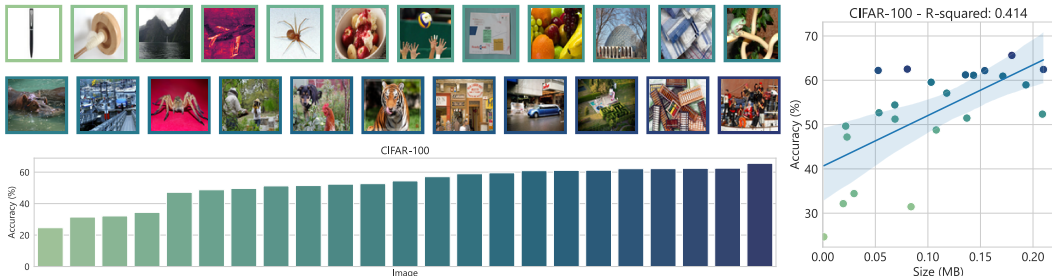 CIFAR-100
Accuracy (%)
60
40
20
0
Image
CIFAR-100 - R-squared: 0.414
Accuracy (%)
70
60
50
40
30
0.00 0.05 0.10 0.15 0.20
Size (MB)